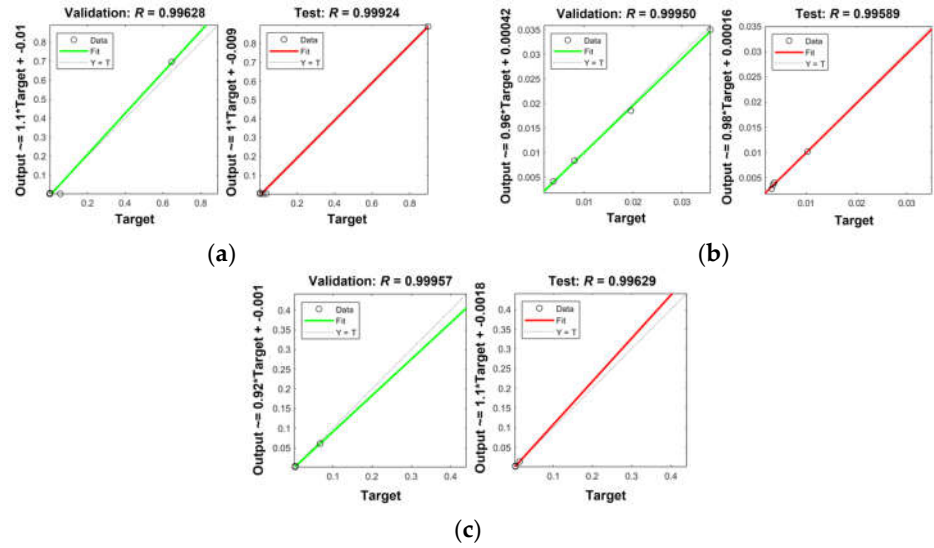 Validation: R = 0.99628
Output ~= 1.1*Target + -0.01
0.8
0.7
0.6
0.5
0.4
0.3
0.2
0.1
Data
Fit
Y = T
0.2 0.4 0.6 0.8
Target
Test: R = 0.99924
Output ~= 1*Target + -0.009
0.8
0.7
0.6
0.5
0.4
0.3
0.2
0.1
Data
Fit
Y = T
0.2 0.4 0.6 0.8
Target
(a)
Validation: R = 0.99950
Output ~= 0.96*Target + 0.00042
0.035
0.03
0.025
0.02
0.015
0.01
0.005
Data
Fit
Y = T
0.01 0.02 0.03
Target
Test: R = 0.99589
Output ~= 0.98*Target + 0.00016
0.035
0.03
0.025
0.02
0.015
0.01
0.005
Data
Fit
Y = T
0.01 0.02 0.03
Target
(b)
Validation: R = 0.99957
Output ~= 0.92*Target + -0.001
0.4
0.35
0.3
0.25
0.2
0.15
0.1
0.05
Data
Fit
Y = T
0.1 0.2 0.3 0.4
Target
Test: R = 0.99629
Output ~= 1.1*Target + -0.0018
0.4
0.35
0.3
0.25
0.2
0.15
0.1
0.05
Data
Fit
Y = T
0.1 0.2 0.3 0.4
Target
(c)